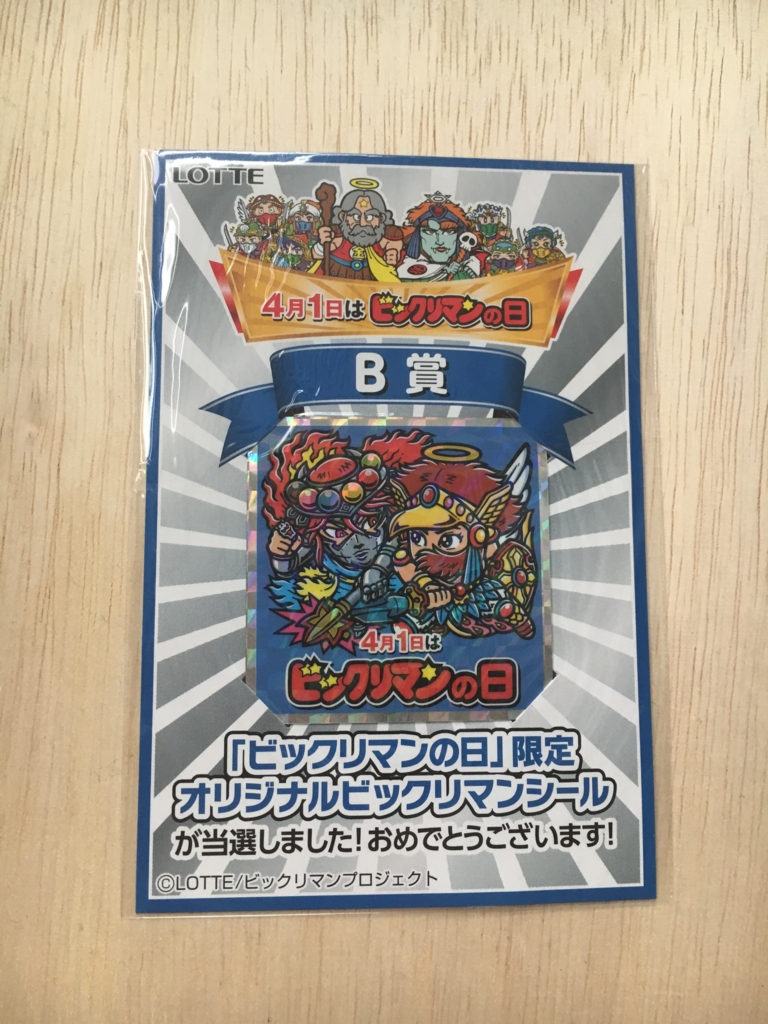 LOTTE
4月1日は ビックリマンの日
B 賞
4月1日は
ビックリマンの日
「ビックリマンの日」限定
オリジナルビックリマンシール
が当選しました！おめでとうございます！
©LOTTE/ビックリマンプロジェクト